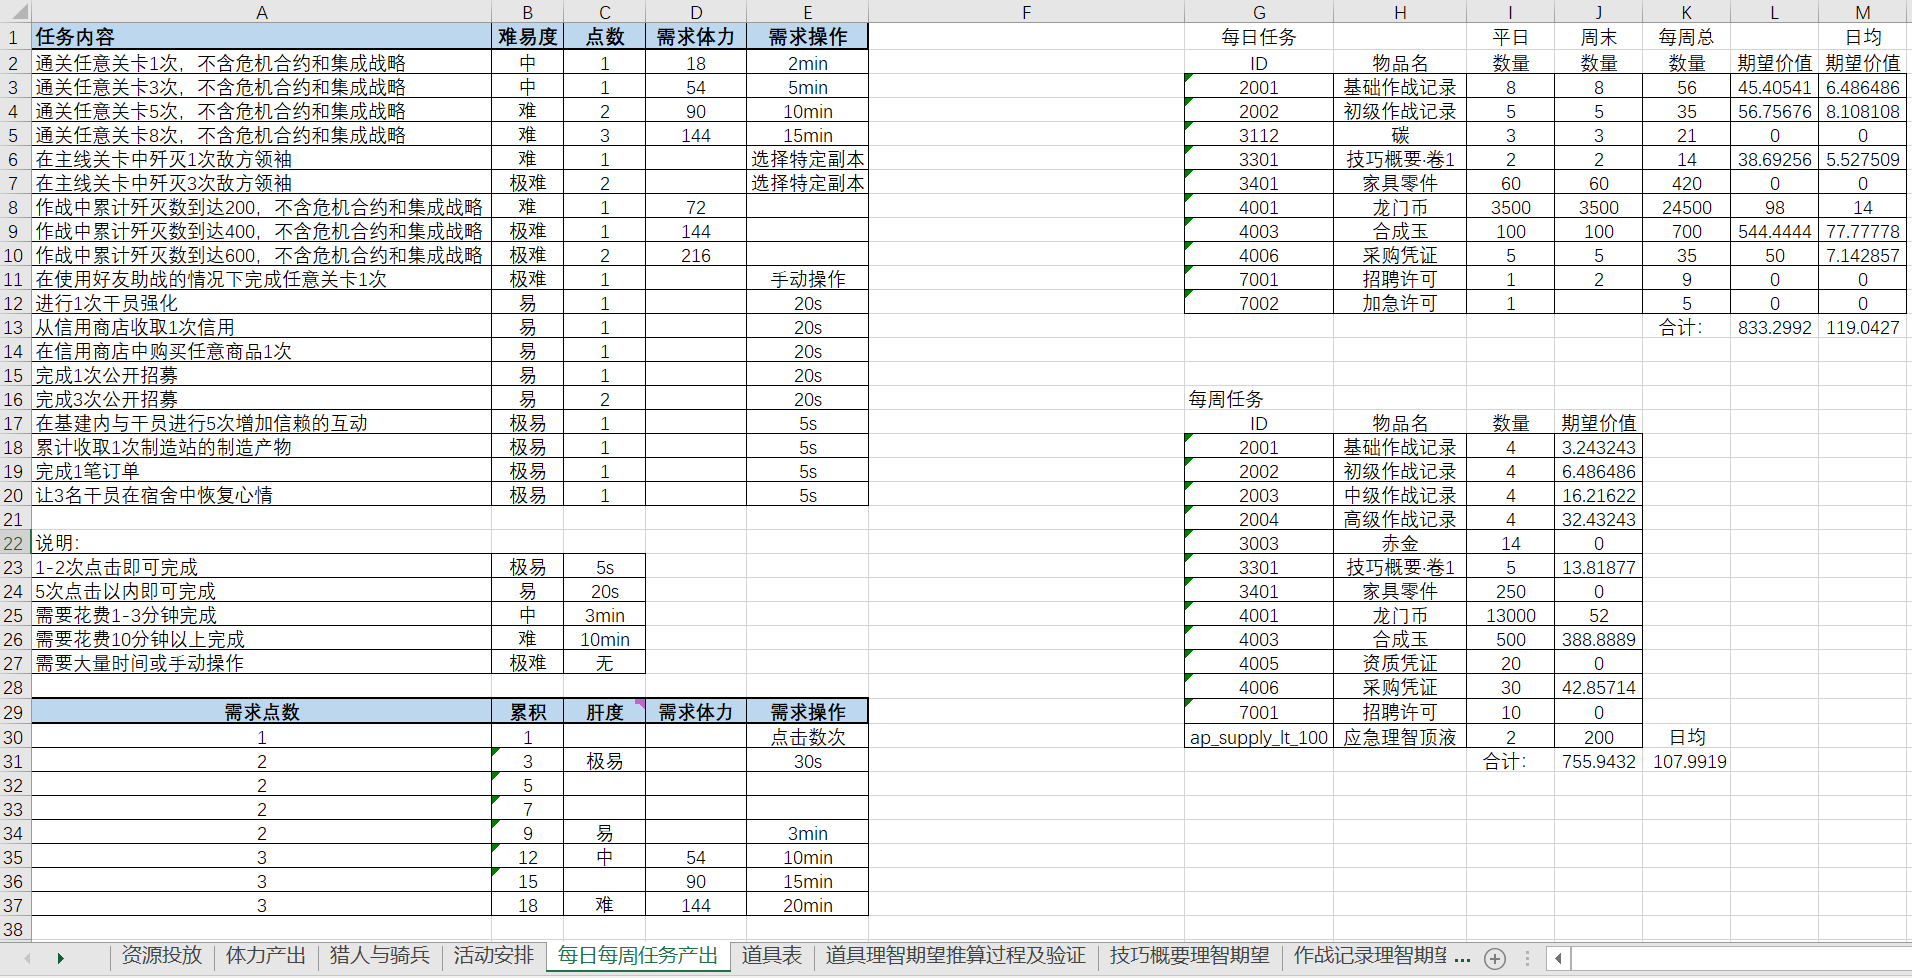 A B C D E F G H I J K L M
1 任务内容 难易度 点数 需求体力 需求操作 每日任务 平日 周末 每周总 日均
2 通关任意关卡1次，不含危机合约和集成战略 中 1 18 2min ID 物品名 数量 数量 数量 期望价值 期望价值
3 通关任意关卡3次，不含危机合约和集成战略 中 1 54 5min 2001 基础作战记录 8 8 56 45.40541 6.486486
4 通关任意关卡5次，不含危机合约和集成战略 难 2 90 10min 2002 初级作战记录 5 5 35 56.75676 8.108108
5 通关任意关卡8次，不含危机合约和集成战略 难 3 144 15min 3112 碳 3 3 21 0 0
6 在主线关卡中歼灭1次敌方领袖 难 1 选择特定副本 3301 技巧概要·卷1 2 2 14 38.69256 5.527509
7 在主线关卡中歼灭3次敌方领袖 极难 2 选择特定副本 3401 家具零件 60 60 420 0 0
8 作战中累计歼灭数到达200，不含危机合约和集成战略 难 1 72 4001 龙门币 3500 3500 24500 98 14
9 作战中累计歼灭数到达400，不含危机合约和集成战略 极难 1 144 4003 合成玉 100 100 700 544.4444 77.77778
10 作战中累计歼灭数到达600，不含危机合约和集成战略 极难 2 216 4006 采购凭证 5 5 35 50 7.142857
11 在使用好友助战的情况下完成任意关卡1次 极难 1 手动操作 7001 招聘许可 1 2 9 0 0
12 进行1次干员强化 易 1 20s 7002 加急许可 1 5 0 0
13 从信用商店收取1次信用 易 1 20s 合计： 833.2992 119.0427
14 在信用商店中购买任意商品1次 易 1 20s
15 完成1次公开招募 易 1 20s
16 完成3次公开招募 易 2 20s 每周任务
17 在基建内与干员进行5次增加信赖的互动 极易 1 5s ID 物品名 数量 期望价值
18 累计收取1次制造站的制造产物 极易 1 5s 2001 基础作战记录 4 3.243243
19 完成1笔订单 极易 1 5s 2002 初级作战记录 4 6.486486
20 让3名干员在宿舍中恢复心情 极易 1 5s 2003 中级作战记录 4 16.21622
21 2004 高级作战记录 4 32.43243
22 说明： 3003 赤金 14 0
23 1-2次点击即可完成 极易 5s 3301 技巧概要·卷1 5 13.81877
24 5次点击以内即可完成 易 20s 3401 家具零件 250 0
25 需要花费1-3分钟完成 中 3min 4001 龙门币 13000 52
26 需要花费10分钟以上完成 难 10min 4003 合成玉 500 388.8889
27 需要大量时间或手动操作 极难 无 4005 资质凭证 20 0
28 4006 采购凭证 30 42.85714
29 需求点数 累积 肝度 需求体力 需求操作 7001 招聘许可 10 0
30 1 1 点击数次 ap_supply_lt_100 应急理智顶液 2 200 日均
31 2 3 极易 30s 合计： 755.9432 107.9919
32 2 5
33 2 7
34 2 9 易 3min
35 3 12 中 54 10min
36 3 15 90 15min
37 3 18 难 144 20min
38
资源投放 体力产出 猎人与骑兵 活动安排 每日每周任务产出 道具表 道具理智期望推算过程及验证 技巧概要理智期望 作战记录理智期望 ...